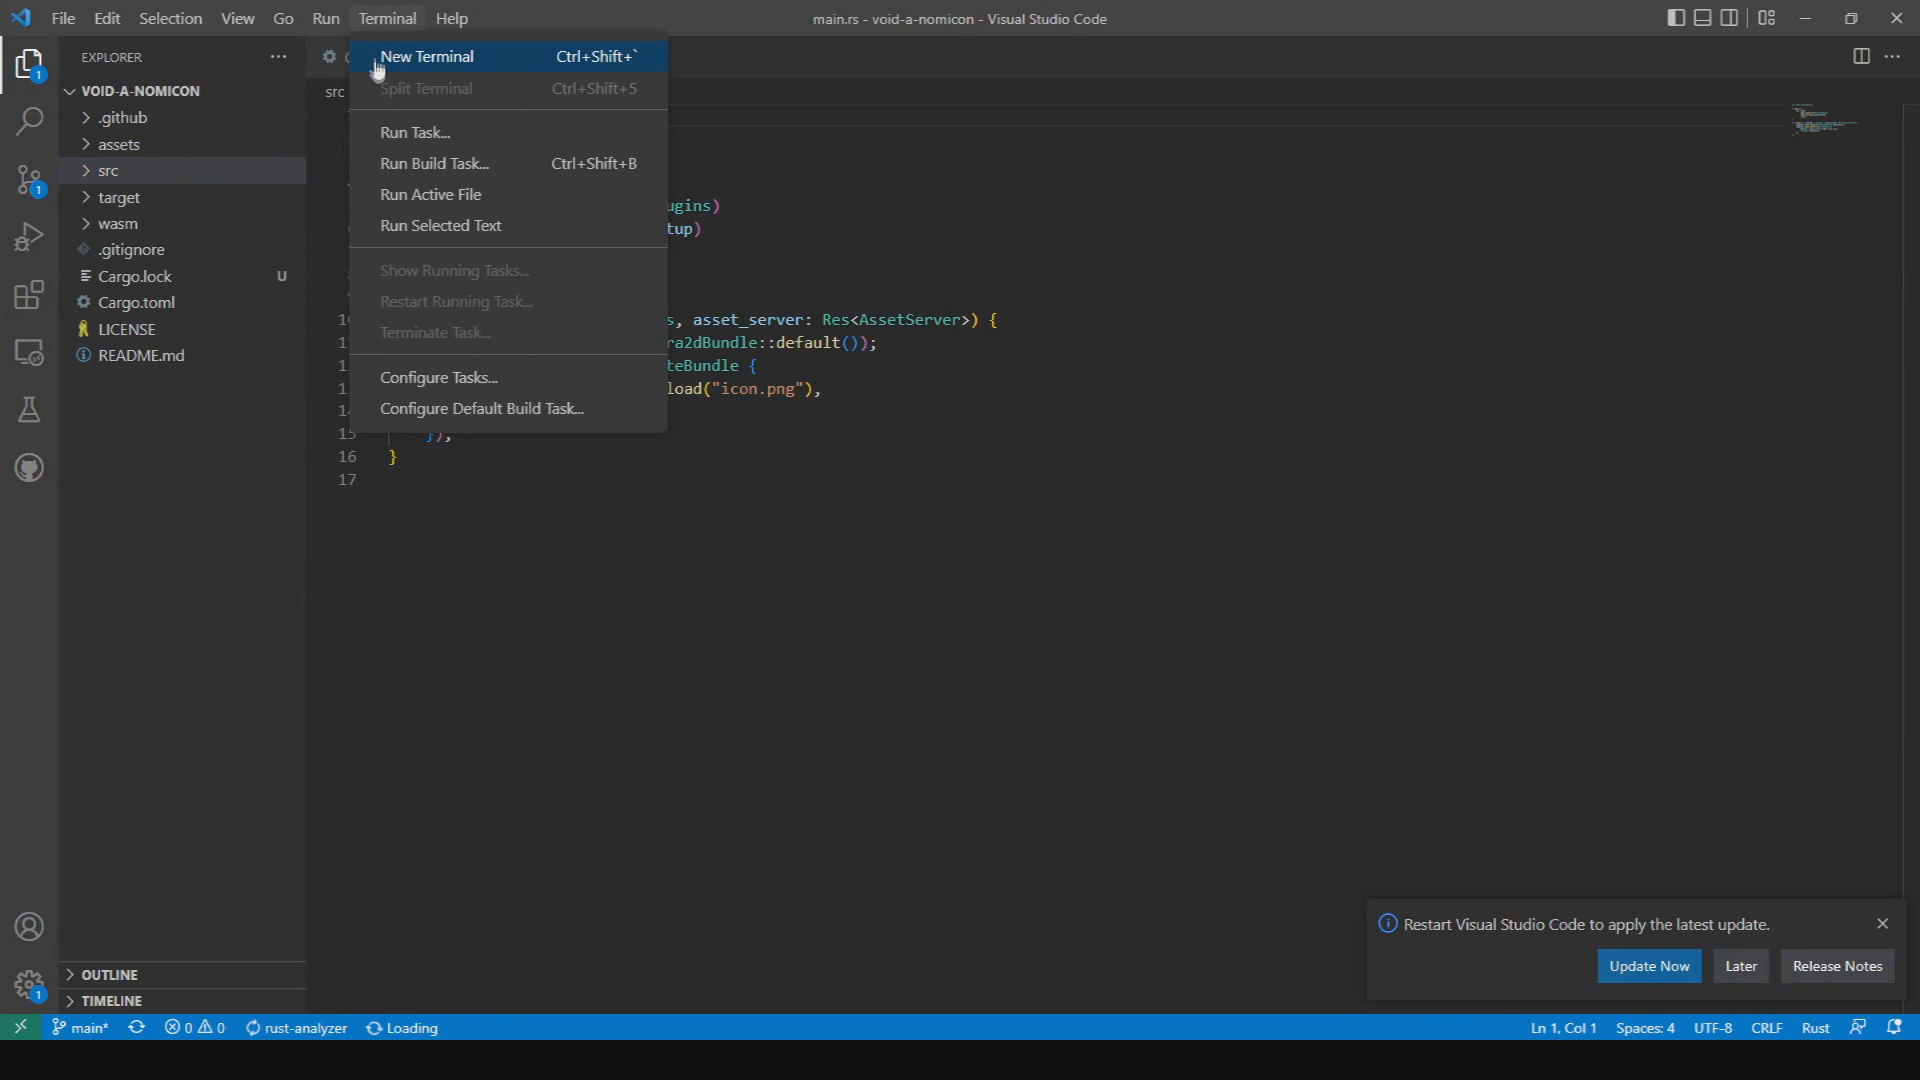 File Edit Selection View Go Run Terminal Help
main.rs - void-a-nomicon - Visual Studio Code
EXPLORER
VOID-A-NOMICON
.github
assets
src
target
wasm
.gitignore
Cargo.lock U
Cargo.toml
LICENSE
README.md
OUTLINE
TIMELINE
New Terminal Ctrl+Shift+`
Split Terminal Ctrl+Shift+5
Run Task...
Run Build Task... Ctrl+Shift+B
Run Active File
Run Selected Text
Show Running Tasks...
Restart Running Task...
Terminate Task...
Configure Tasks...
Configure Default Build Task...
src
ugins)
tup)
s, asset_server: Res<AssetServer>) {
ra2dBundle::default());
teBundle {
load("icon.png"),
15 });
16 }
17
Restart Visual Studio Code to apply the latest update.
Update Now Later Release Notes
main* 0 0 rust-analyzer Loading
Ln 1, Col 1 Spaces: 4 UTF-8 CRLF Rust
1
1
1